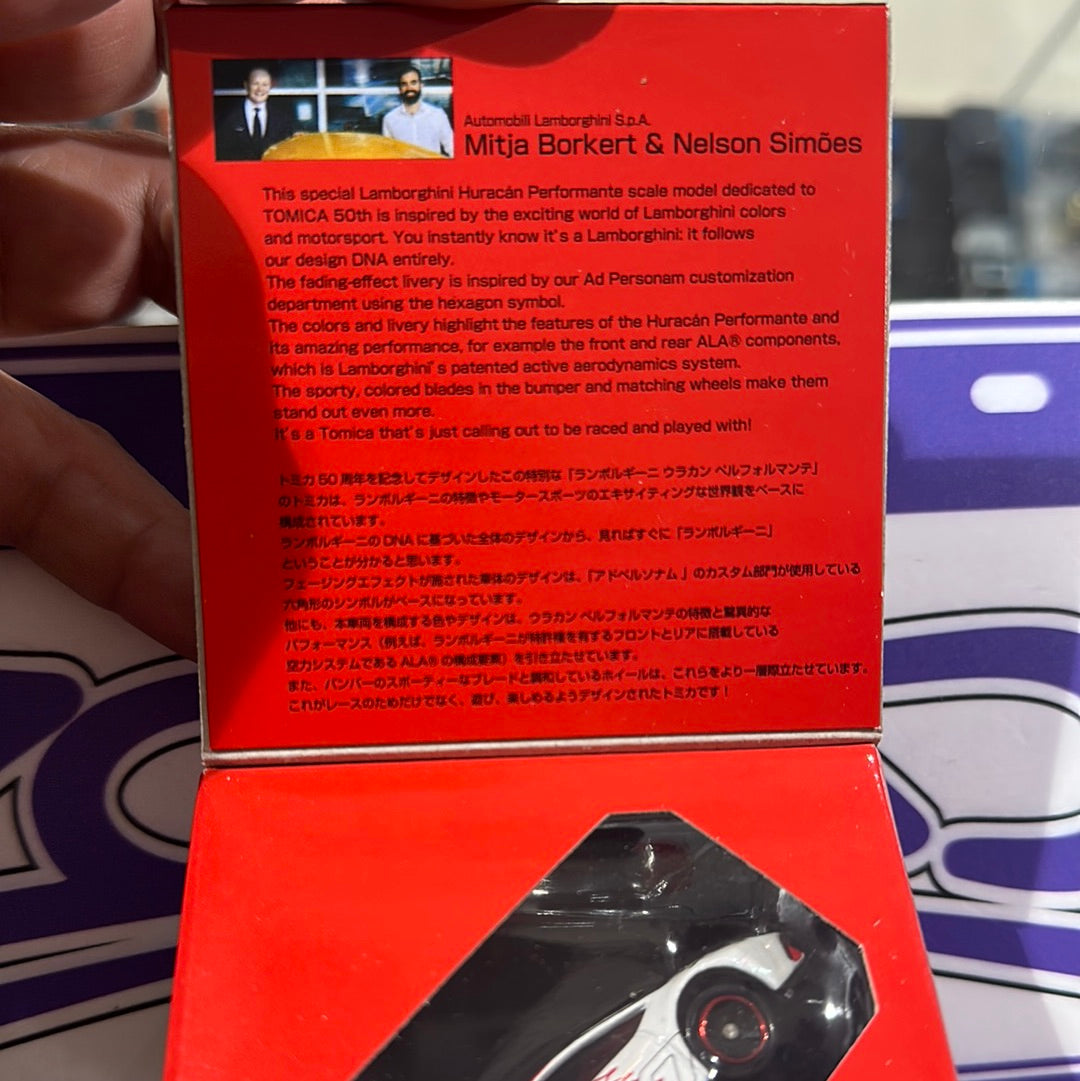 Automobili Lamborghini S.p.A.
Mitja Borkert & Nelson Simões
This special Lamborghini Huracán Performante scale model dedicated to
TOMICA 50th is inspired by the exciting world of Lamborghini colors
and motorsport. You instantly know it's a Lamborghini: it follows
our design DNA entirely.
The fading-effect livery is inspired by our Ad Personam customization
department using the hexagon symbol.
The colors and livery highlight the features of the Huracán Performante and
its amazing performance, for example the front and rear ALA® components,
which is Lamborghini's patented active aerodynamics system.
The sporty, colored blades in the bumper and matching wheels make them
stand out even more.
It's a Tomica that's just calling out to be raced and played with!
トミカ50周年を記念してデザインしたこの特別な「ランボルギーニ ウラカン ペルフォルマンテ」
のトミカは、ランボルギーニの特徴やモータースポーツのエキサイティングな世界観をベースに
構成されています。
ランボルギーニのDNAに基づいた全体のデザインから、見ればすぐに「ランボルギーニ」
ということが分かると思います。
フェージングエフェクトが施された車体のデザインは、「アドペルソナム」のカスタム部門が使用している
六角形のシンボルがベースになっています。
他にも、本車両を構成する色やデザインは、ウラカン ペルフォルマンテの特徴と驚異的な
パフォーマンス（例えば、ランボルギーニが特許権を有するフロントとリアに搭載している
空力システムであるALA®の構成要素）を引き立たせています。
また、バンパーのスポーティーなブレードと調和しているホイールは、これらをより一層際立たせています。
これがレースのためだけでなく、遊び、楽しめるようデザインされたトミカです！